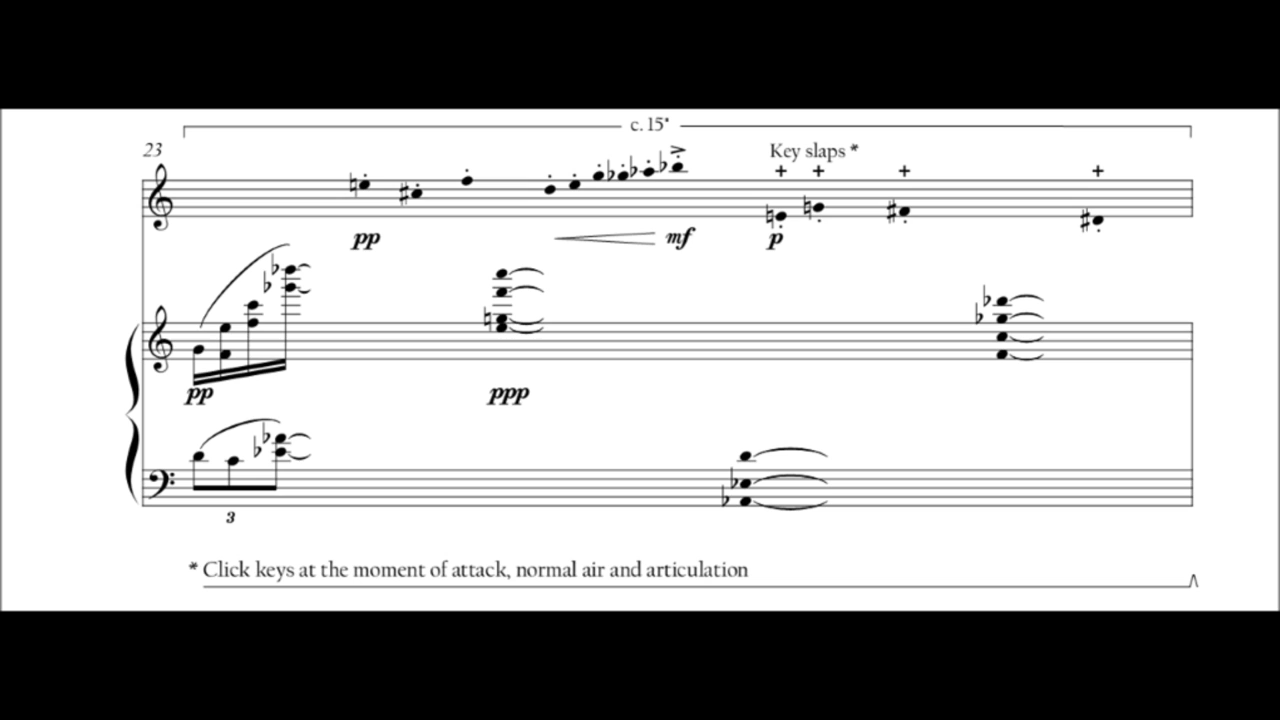 c. 15"
23
Key slaps *
pp
mf
p
pp
ppp
3
* Click keys at the moment of attack, normal air and articulation